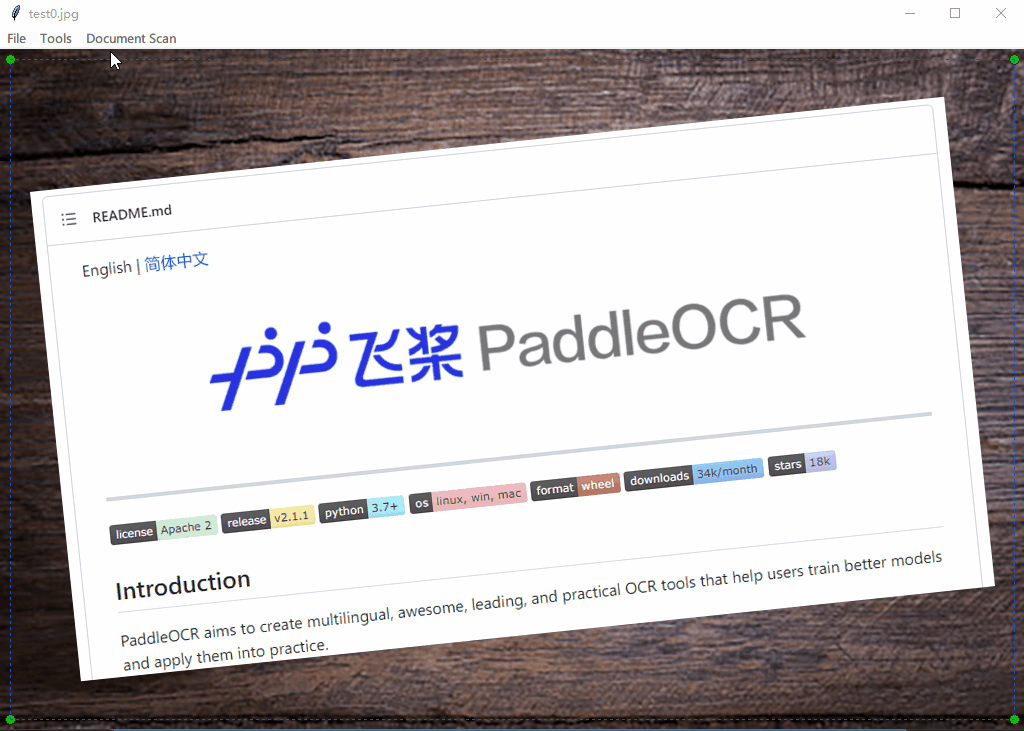 test0.jpg
File Tools Document Scan
README.md
English | 简体中文
飞桨 PaddleOCR
license Apache 2 release v2.1.1 python 3.7+ os linux, win, mac format wheel downloads 34k/month stars 18k
Introduction
PaddleOCR aims to create multilingual, awesome, leading, and practical OCR tools that help users train better models
and apply them into practice.